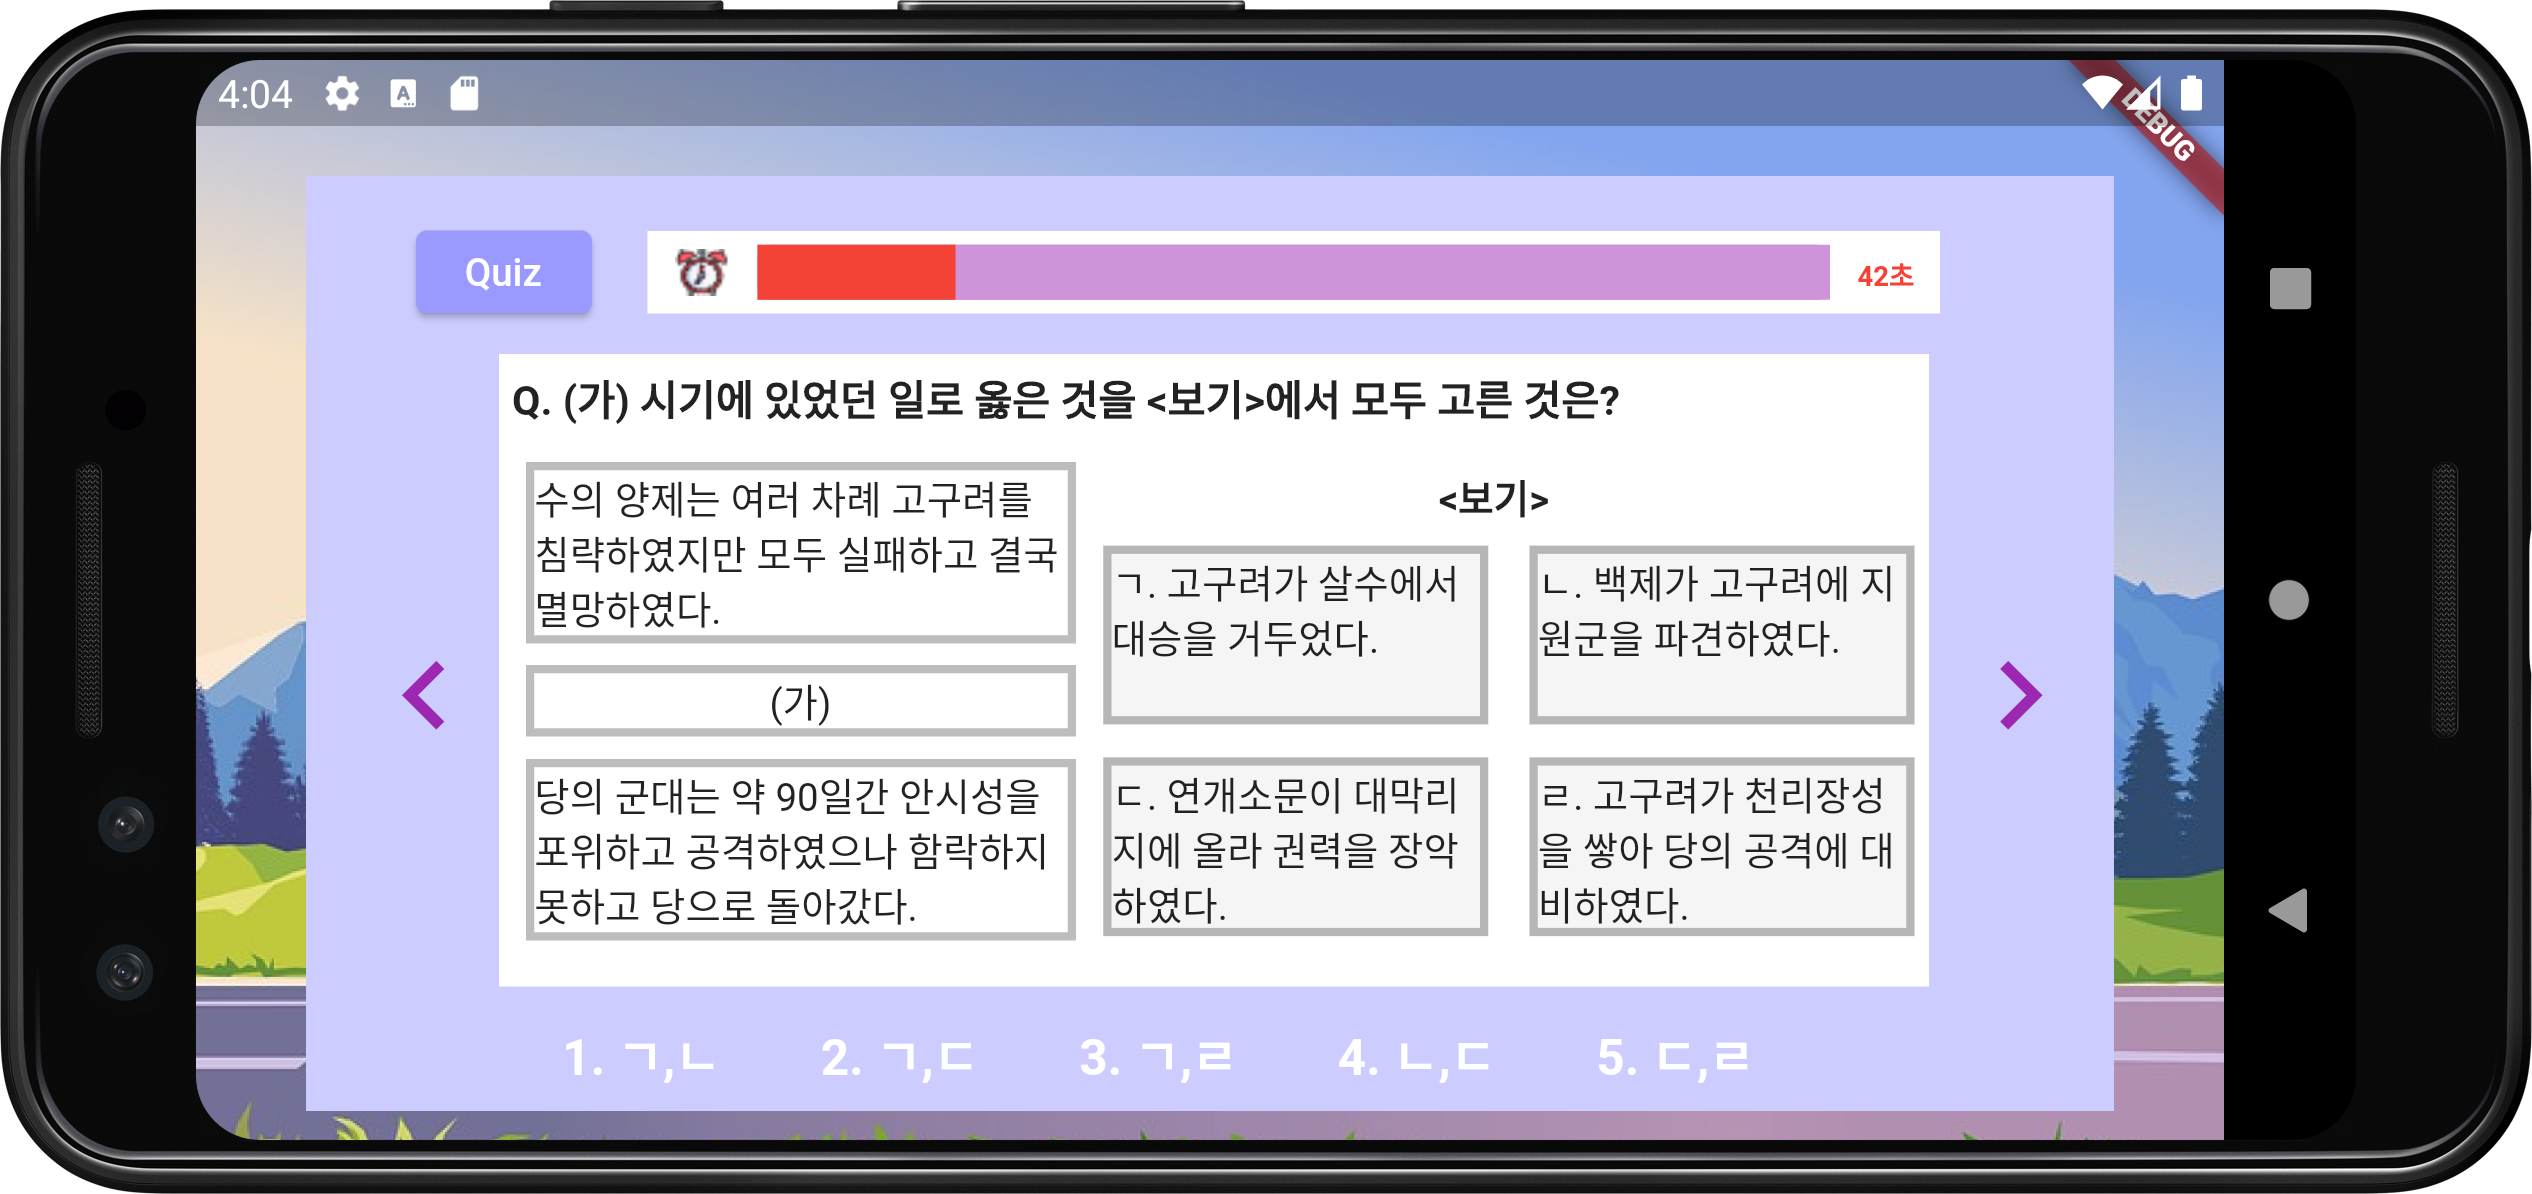 4:04
DEBUG
Quiz
42초
Q. (가) 시기에 있었던 일로 옳은 것을 <보기>에서 모두 고른 것은?
수의 양제는 여러 차례 고구려를
침략하였지만 모두 실패하고 결국
멸망하였다.
(가)
당의 군대는 약 90일간 안시성을
포위하고 공격하였으나 함락하지
못하고 당으로 돌아갔다.
<보기>
ㄱ. 고구려가 살수에서
대승을 거두었다.
ㄴ. 백제가 고구려에 지
원군을 파견하였다.
ㄷ. 연개소문이 대막리
지에 올라 권력을 장악
하였다.
ㄹ. 고구려가 천리장성
을 쌓아 당의 공격에 대
비하였다.
1. ㄱ,ㄴ 2. ㄱ,ㄷ 3. ㄱ,ㄹ 4. ㄴ,ㄷ 5. ㄷ,ㄹ